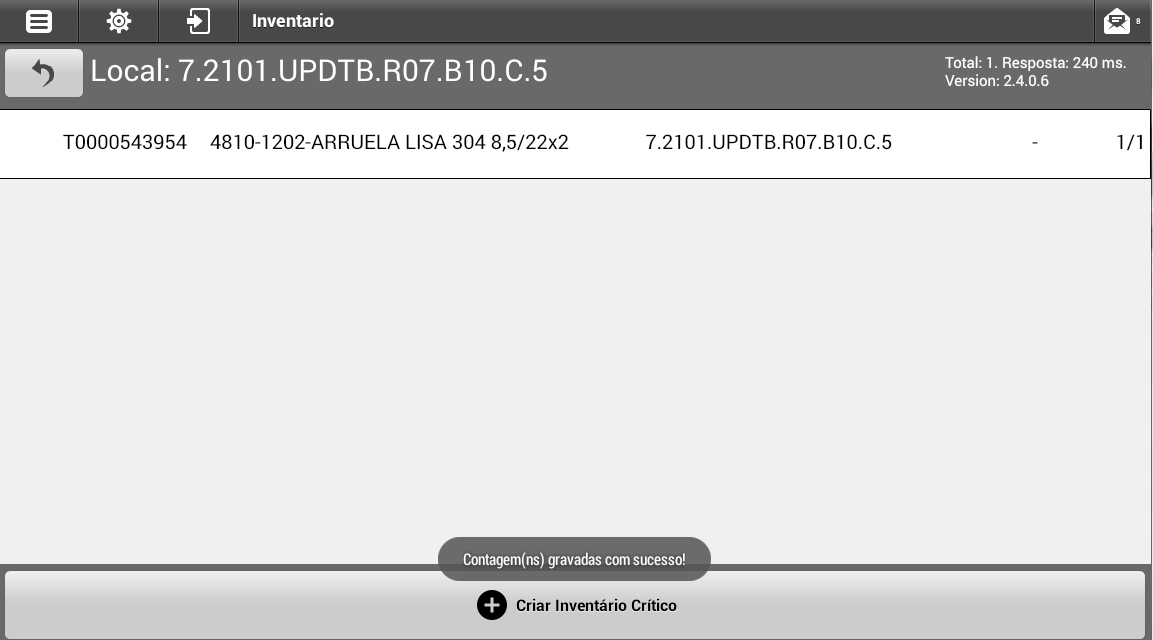 Inventario
8
Local: 7.2101.UPDTB.R07.B10.C.5
Total: 1. Resposta: 240 ms.
Version: 2.4.0.6
T0000543954 4810-1202-ARRUELA LISA 304 8,5/22x2 7.2101.UPDTB.R07.B10.C.5 - 1/1
Contagem(ns) gravadas com sucesso!
Criar Inventário Crítico